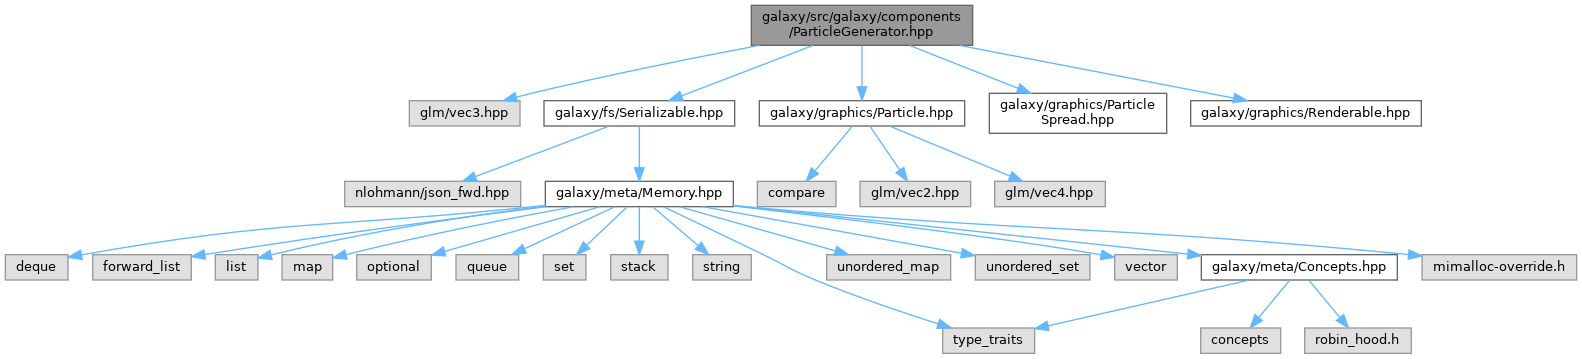 galaxy/src/galaxy/components
/ParticleGenerator.hpp
glm/vec3.hpp
galaxy/fs/Serializable.hpp
galaxy/graphics/Particle.hpp
galaxy/graphics/Particle
Spread.hpp
galaxy/graphics/Renderable.hpp
nlohmann/json_fwd.hpp
galaxy/meta/Memory.hpp
compare
glm/vec2.hpp
glm/vec4.hpp
deque
forward_list
list
map
optional
queue
set
stack
string
unordered_map
unordered_set
vector
galaxy/meta/Concepts.hpp
mimalloc-override.h
type_traits
concepts
robin_hood.h